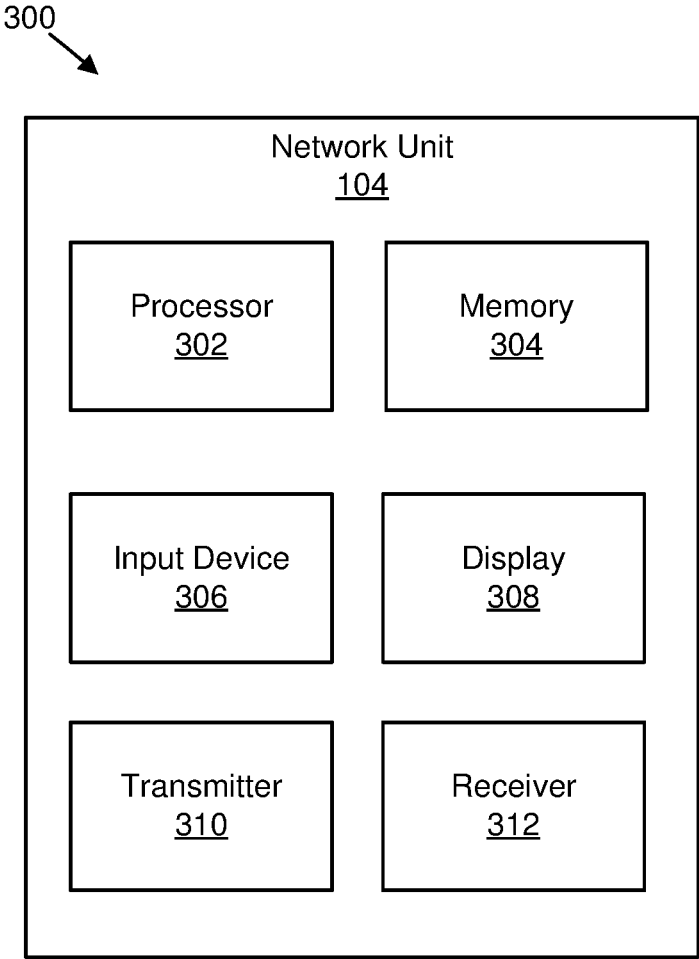 300
Network Unit
104
Processor
302
Memory
304
Input Device
306
Display
308
Transmitter
310
Receiver
312